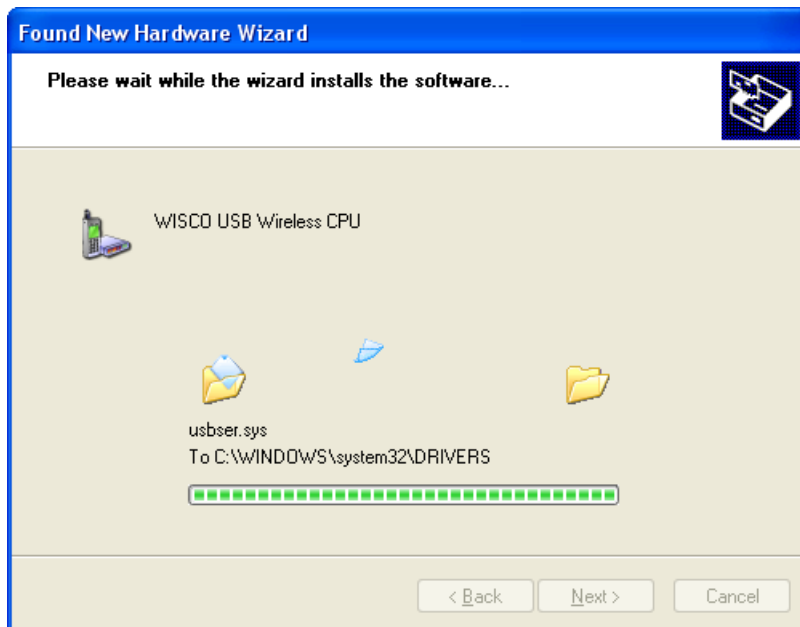 Found New Hardware Wizard
Please wait while the wizard installs the software...
WISCO USB Wireless CPU
usbser.sys
To C:\WINDOWS\system32\DRIVERS
< Back Next > Cancel